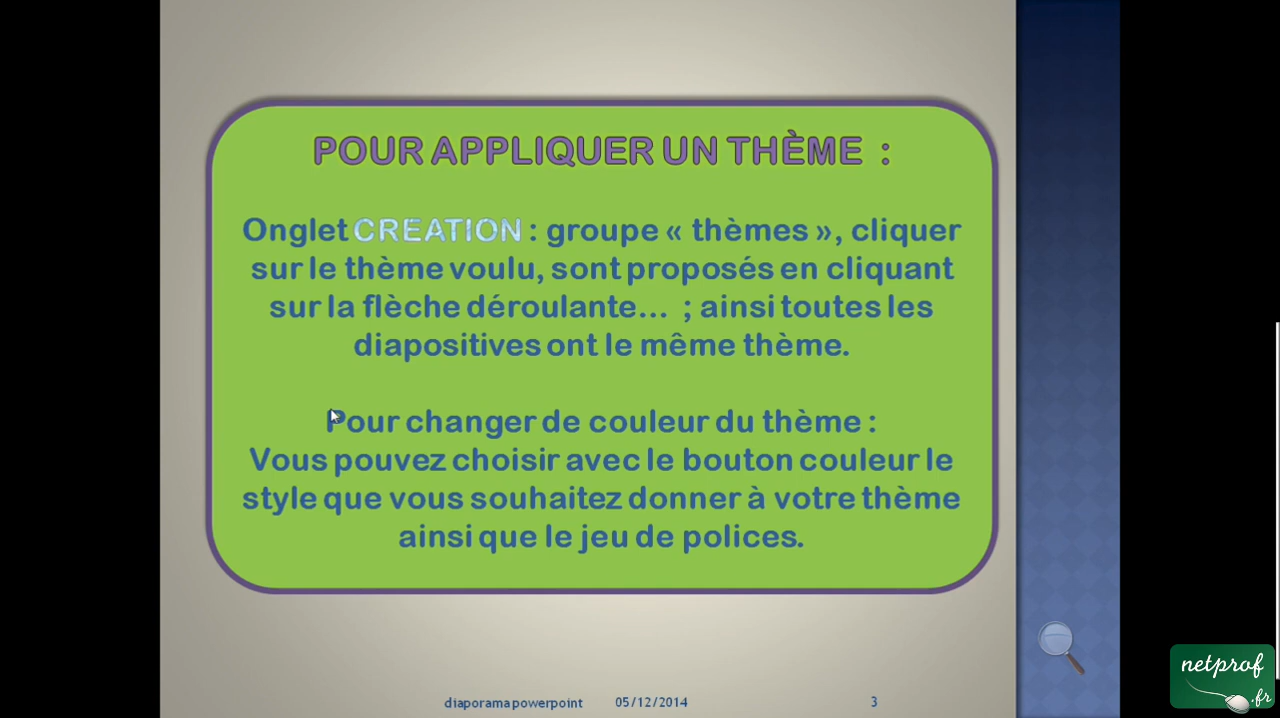 POUR APPLIQUER UN THÈME :
Onglet CREATION : groupe « thèmes », cliquer
sur le thème voulu, sont proposés en cliquant
sur la flèche déroulante... ; ainsi toutes les
diapositives ont le même thème.
Pour changer de couleur du thème :
Vous pouvez choisir avec le bouton couleur le
style que vous souhaitez donner à votre thème
ainsi que le jeu de polices.
diaporama powerpoint 05/12/2014 3
netprof
.fr